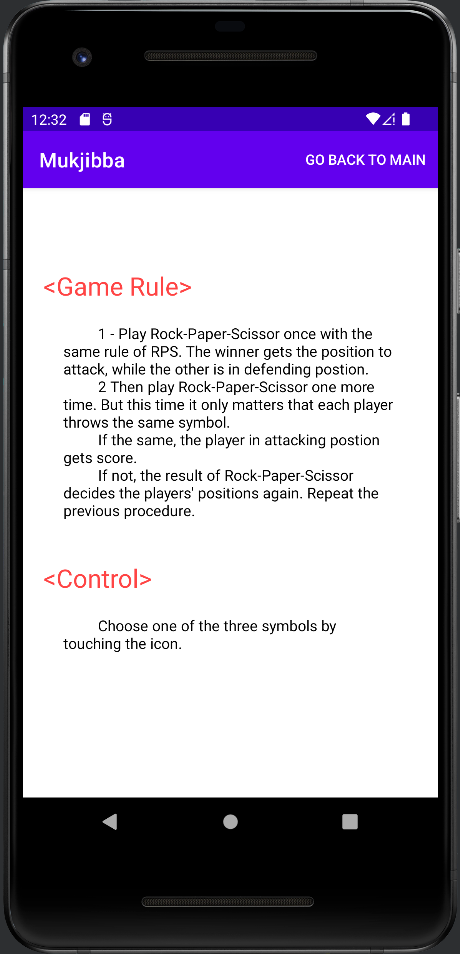 12:32
Mukjibba
GO BACK TO MAIN
<Game Rule>
1 - Play Rock-Paper-Scissor once with the
same rule of RPS. The winner gets the position to
attack, while the other is in defending postion.
2 Then play Rock-Paper-Scissor one more
time. But this time it only matters that each player
throws the same symbol.
If the same, the player in attacking postion
gets score.
If not, the result of Rock-Paper-Scissor
decides the players' positions again. Repeat the
previous procedure.
<Control>
Choose one of the three symbols by
touching the icon.